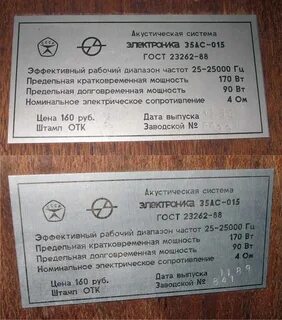 Акустическая система
ЭЛЕКТРОНИКА 35АС-015
ГОСТ 23262-88
Эффективный рабочий диапазон частот 25-25000 Гц
Предельная кратковременная мощность 170 Вт
Предельная долговременная мощность 90 Вт
Номинальное электрическое сопротивление 4 Ом
Цена 160 руб. Дата выпуска
Штамп ОТК Заводской №
Акустическая система
ЭЛЕКТРОНИКА 35АС-015
ГОСТ 23262-88
Эффективный рабочий диапазон частот 25-25000 Гц
Предельная кратковременная мощность 170 Вт
Предельная долговременная мощность 90 Вт
Номинальное электрическое сопротивление 4 Ом
Цена 160 руб. Дата выпуска 11 89
Штамп ОТК Заводской №